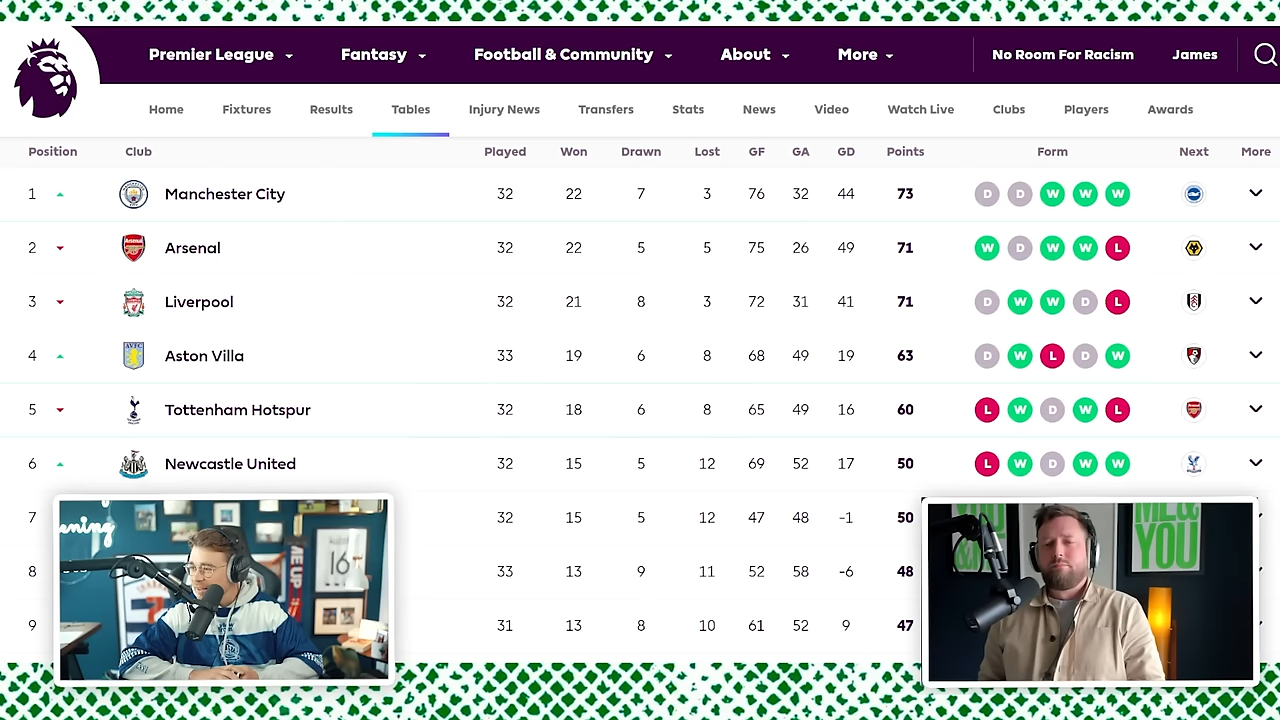 Premier League Fantasy Football & Community About More No Room For Racism James
Home Fixtures Results Tables Injury News Transfers Stats News Video Watch Live Clubs Players Awards
Position Club Played Won Drawn Lost GF GA GD Points Form Next More
1 Manchester City 32 22 7 3 76 32 44 73 D D W W W
2 Arsenal 32 22 5 5 75 26 49 71 W D W W L
3 Liverpool 32 21 8 3 72 31 41 71 D W W D L
4 Aston Villa 33 19 6 8 68 49 19 63 D W L D W
5 Tottenham Hotspur 32 18 6 8 65 49 16 60 L W D W L
6 Newcastle United 32 15 5 12 69 52 17 50 L W D W W
7 32 15 5 12 47 48 -1 50
8 33 13 9 11 52 58 -6 48
9 31 13 8 10 61 52 9 47
ening
16
YOU
ME&
YOU